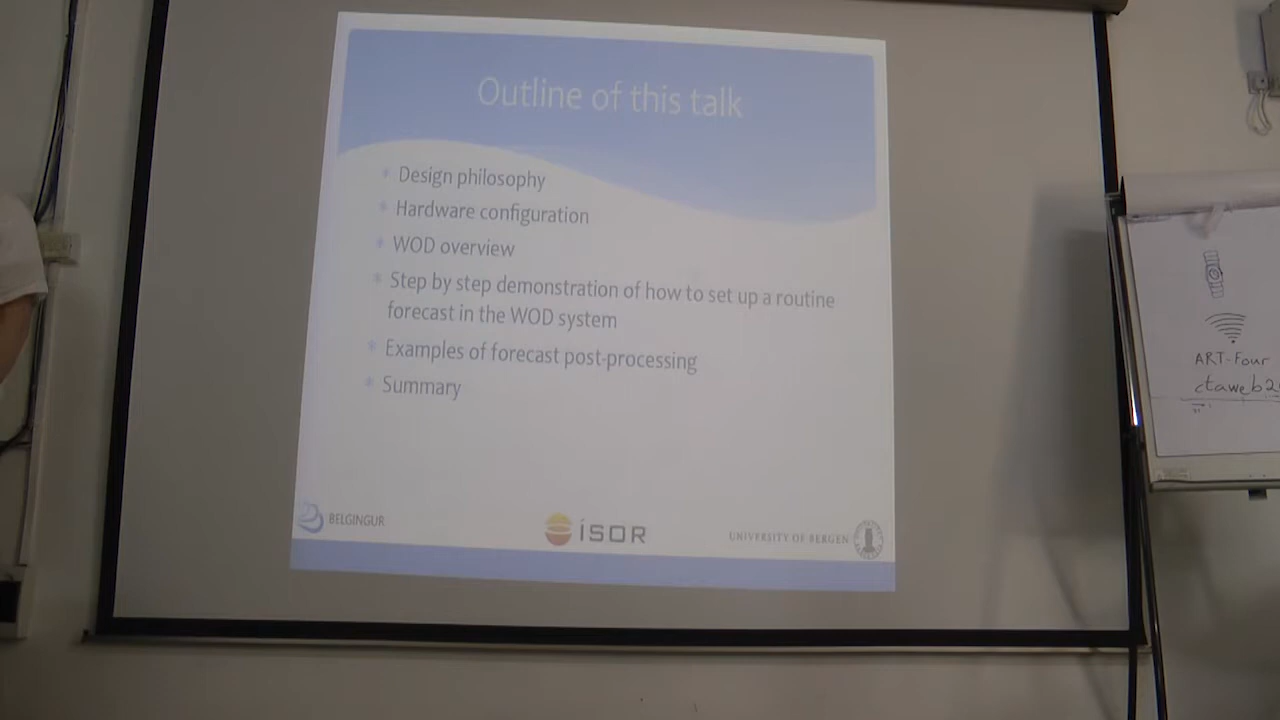 Outline of this talk
Design philosophy
Hardware configuration
WOD overview
Step by step demonstration of how to set up a routine
forecast in the WOD system
Examples of forecast post-processing
Summary
BELGINGUR
ÍSOR
UNIVERSITY OF BERGEN
ART-Four
ctaweb2